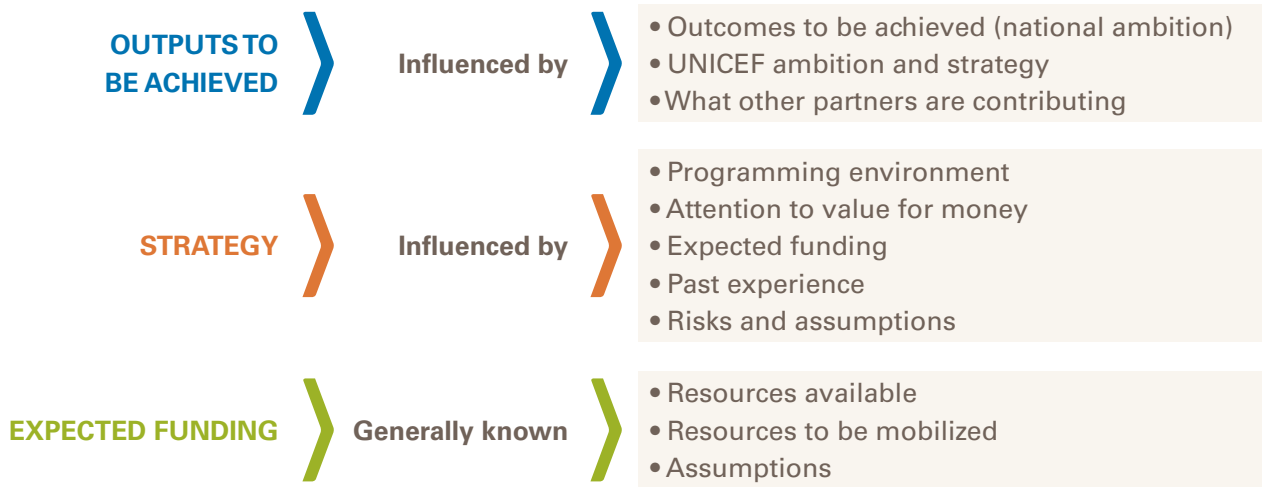 OUTPUTS TO
BE ACHIEVED
Influenced by
• Outcomes to be achieved (national ambition)
• UNICEF ambition and strategy
• What other partners are contributing
STRATEGY
Influenced by
• Programming environment
• Attention to value for money
• Expected funding
• Past experience
• Risks and assumptions
EXPECTED FUNDING
Generally known
• Resources available
• Resources to be mobilized
• Assumptions